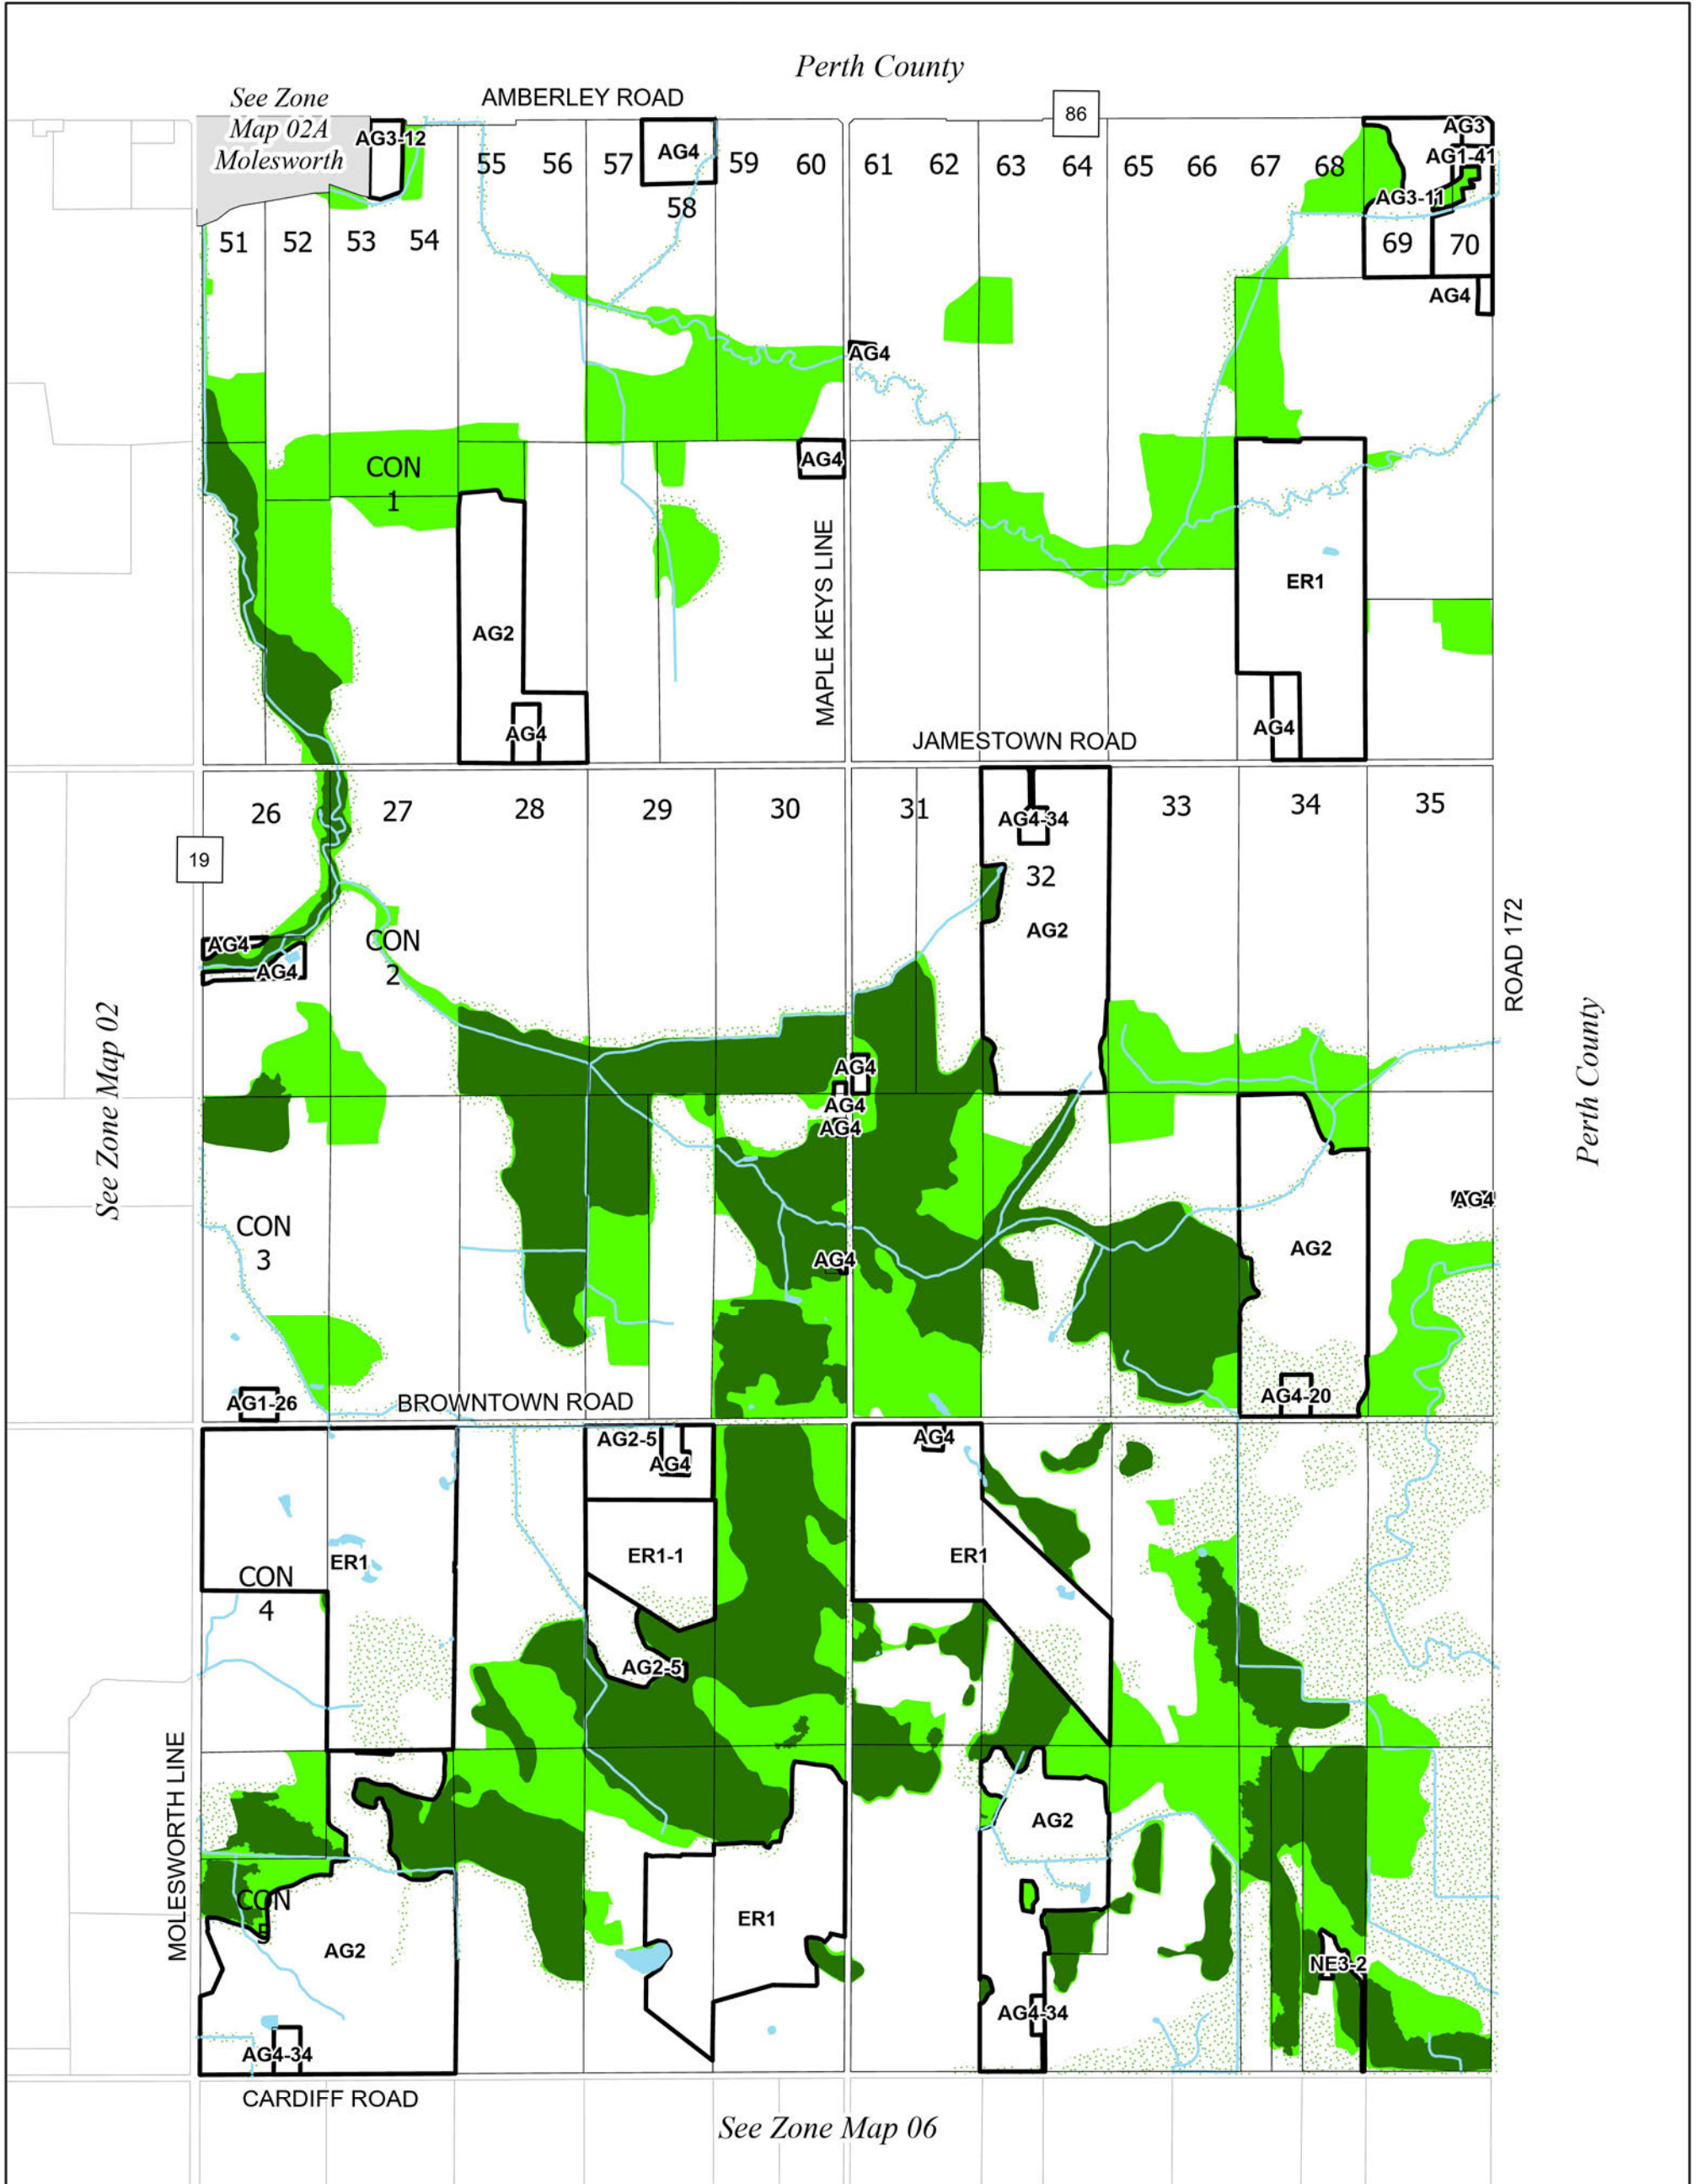 Perth County
See Zone
Map 02A
Molesworth
AMBERLEY ROAD
86
AG3-12
AG4
AG3
AG1-41
AG3-11
55
56
57
58
59
60
61
62
63
64
65
66
67
68
69
70
51
52
53
54
AG4
AG4
AG4
CON
1
AG2
AG4
MAPLE KEYS LINE
ER1
AG4
JAMESTOWN ROAD
26
27
28
29
30
31
AG4-34
32
AG2
33
34
35
19
AG4
AG4
CON
2
ROAD 172
See Zone Map 02
Perth County
AG4
AG4
AG4
AG4
CON
3
AG4
AG2
AG1-26
BROWNTOWN ROAD
AG4-20
AG2-5
AG4
AG4
ER1
ER1-1
ER1
CON
4
AG2-5
MOLESWORTH LINE
AG2
CON
5
AG2
ER1
NE3-2
AG4-34
AG4-34
CARDIFF ROAD
See Zone Map 06